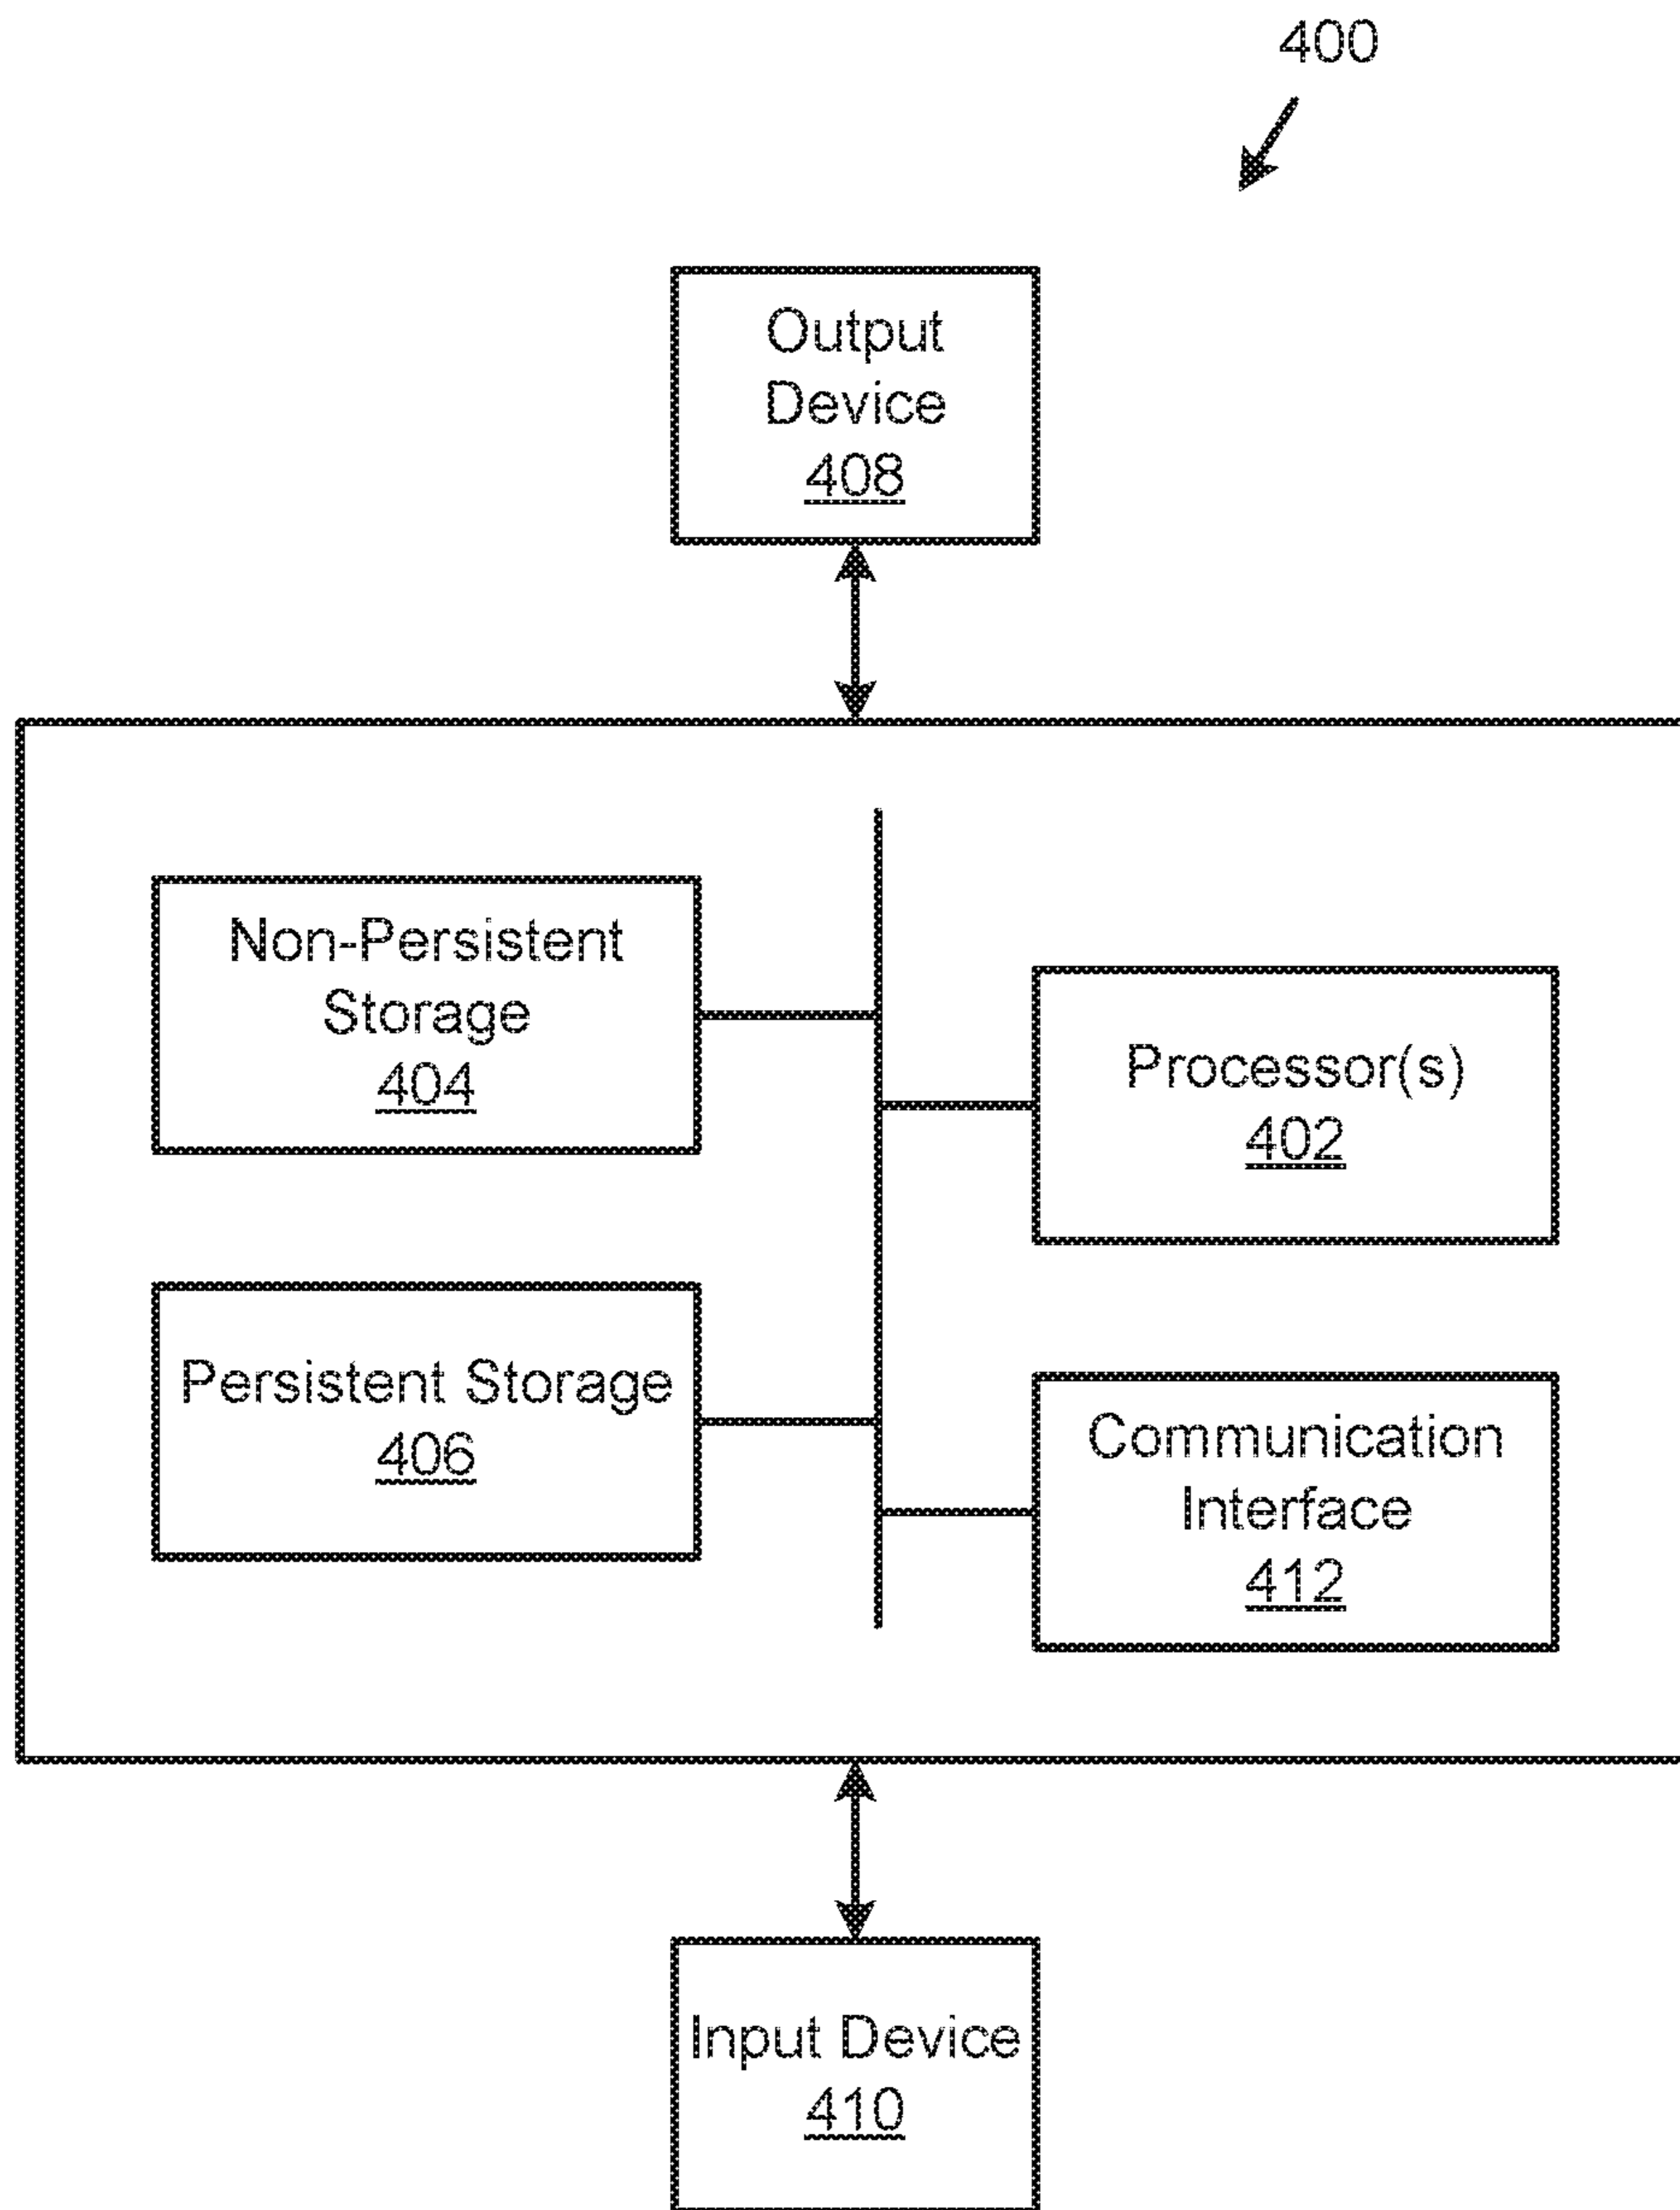 400
Output
Device
408
Non-Persistent
Storage
404
Processor(s)
402
Persistent Storage
406
Communication
Interface
412
Input Device
410